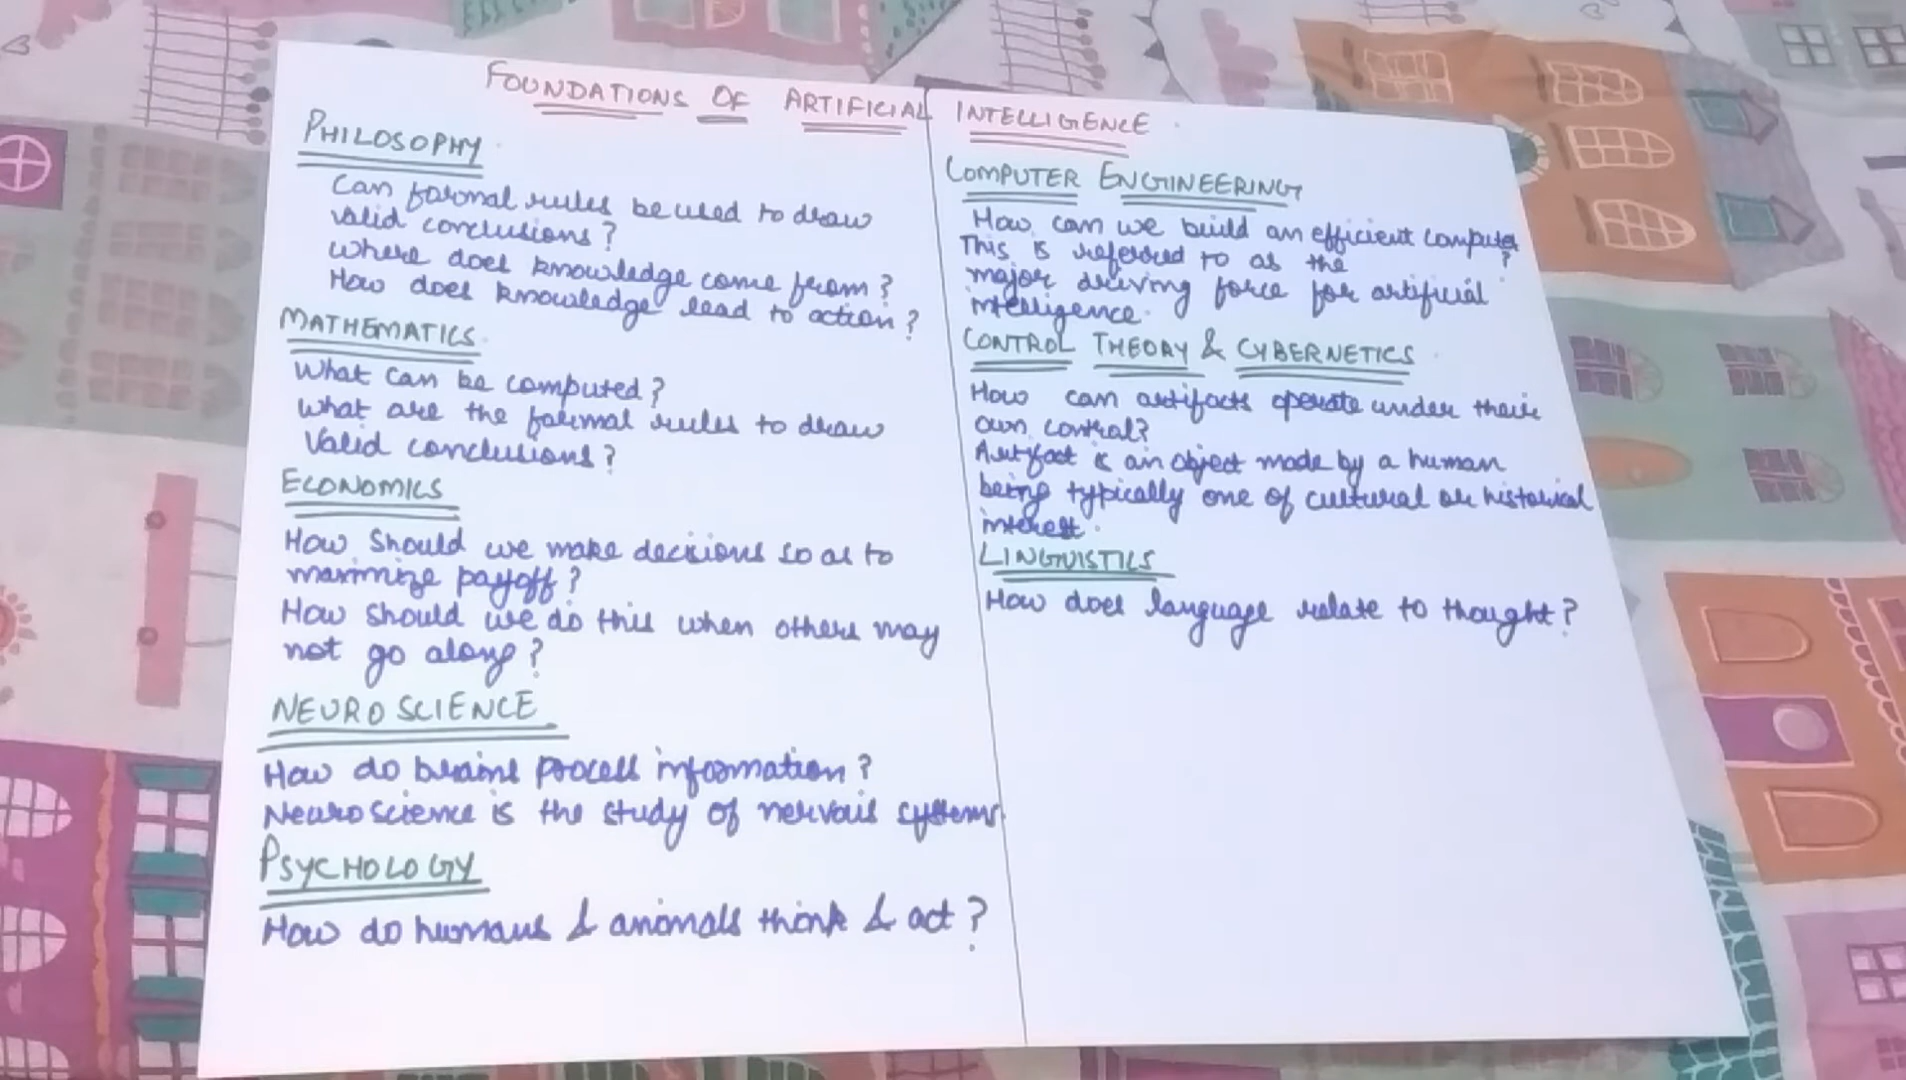 FOUNDATIONS OF ARTIFICIAL INTELLIGENCE
PHILOSOPHY
Can formal rules be used to draw
valid conclusions?
Where does knowledge come from?
How does knowledge lead to action?
MATHEMATICS
What can be computed?
What are the formal rules to draw
Valid conclusions?
ECONOMICS
How Should we make decisions so as to
maximize payoff?
How should we do this when others may
not go along?
NEUROSCIENCE
How do brains process information?
Neuroscience is the study of nervous systems.
PSYCHOLOGY
How do humans & animals think & act?
COMPUTER ENGINEERING
How can we build an efficient computer?
This is referred to as the
major driving force for artificial
intelligence.
CONTROL THEORY & CYBERNETICS
How can artifacts operate under their
own control?
Artifact is an object made by a human
being typically one of cultural or historical
interest.
LINGUISTICS
How does language relate to thought?